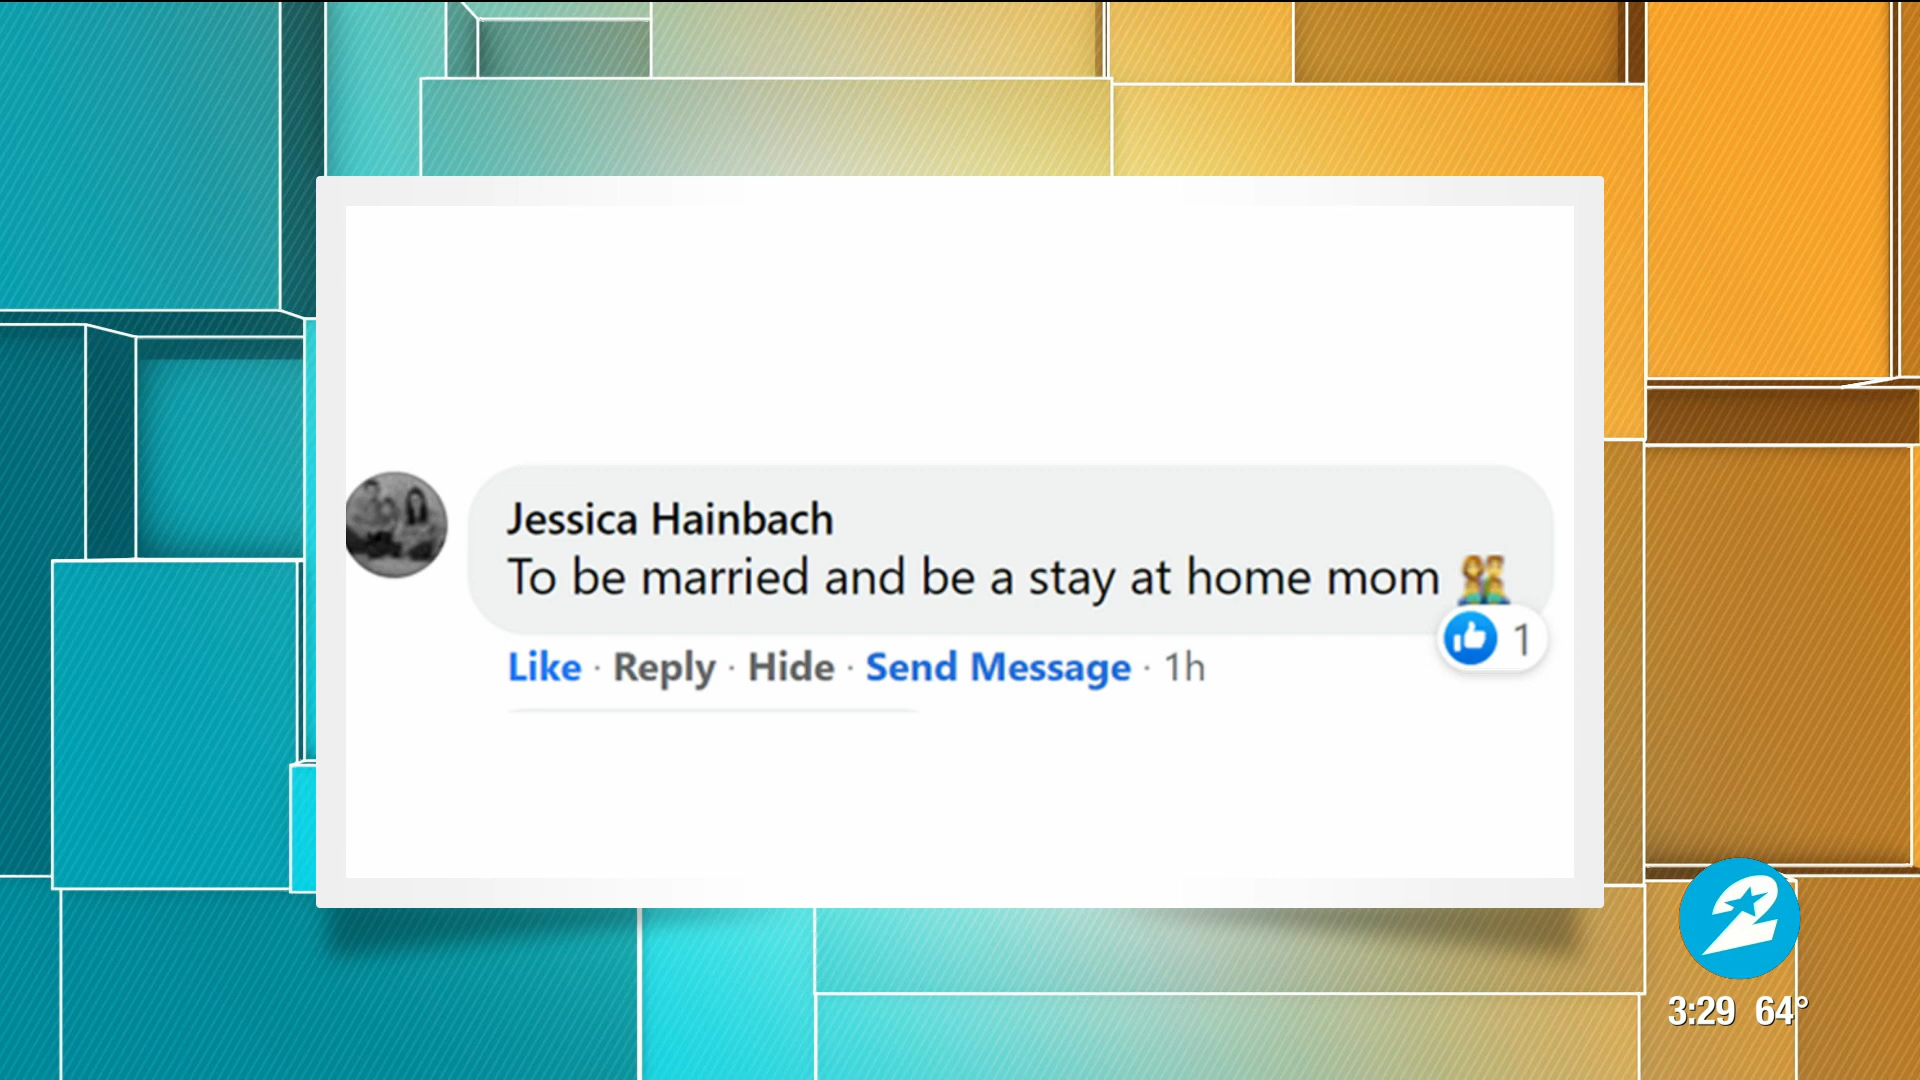 Jessica Hainbach
To be married and be a stay at home mom
Like · Reply · Hide · Send Message · 1h
1
2
3:29 64°